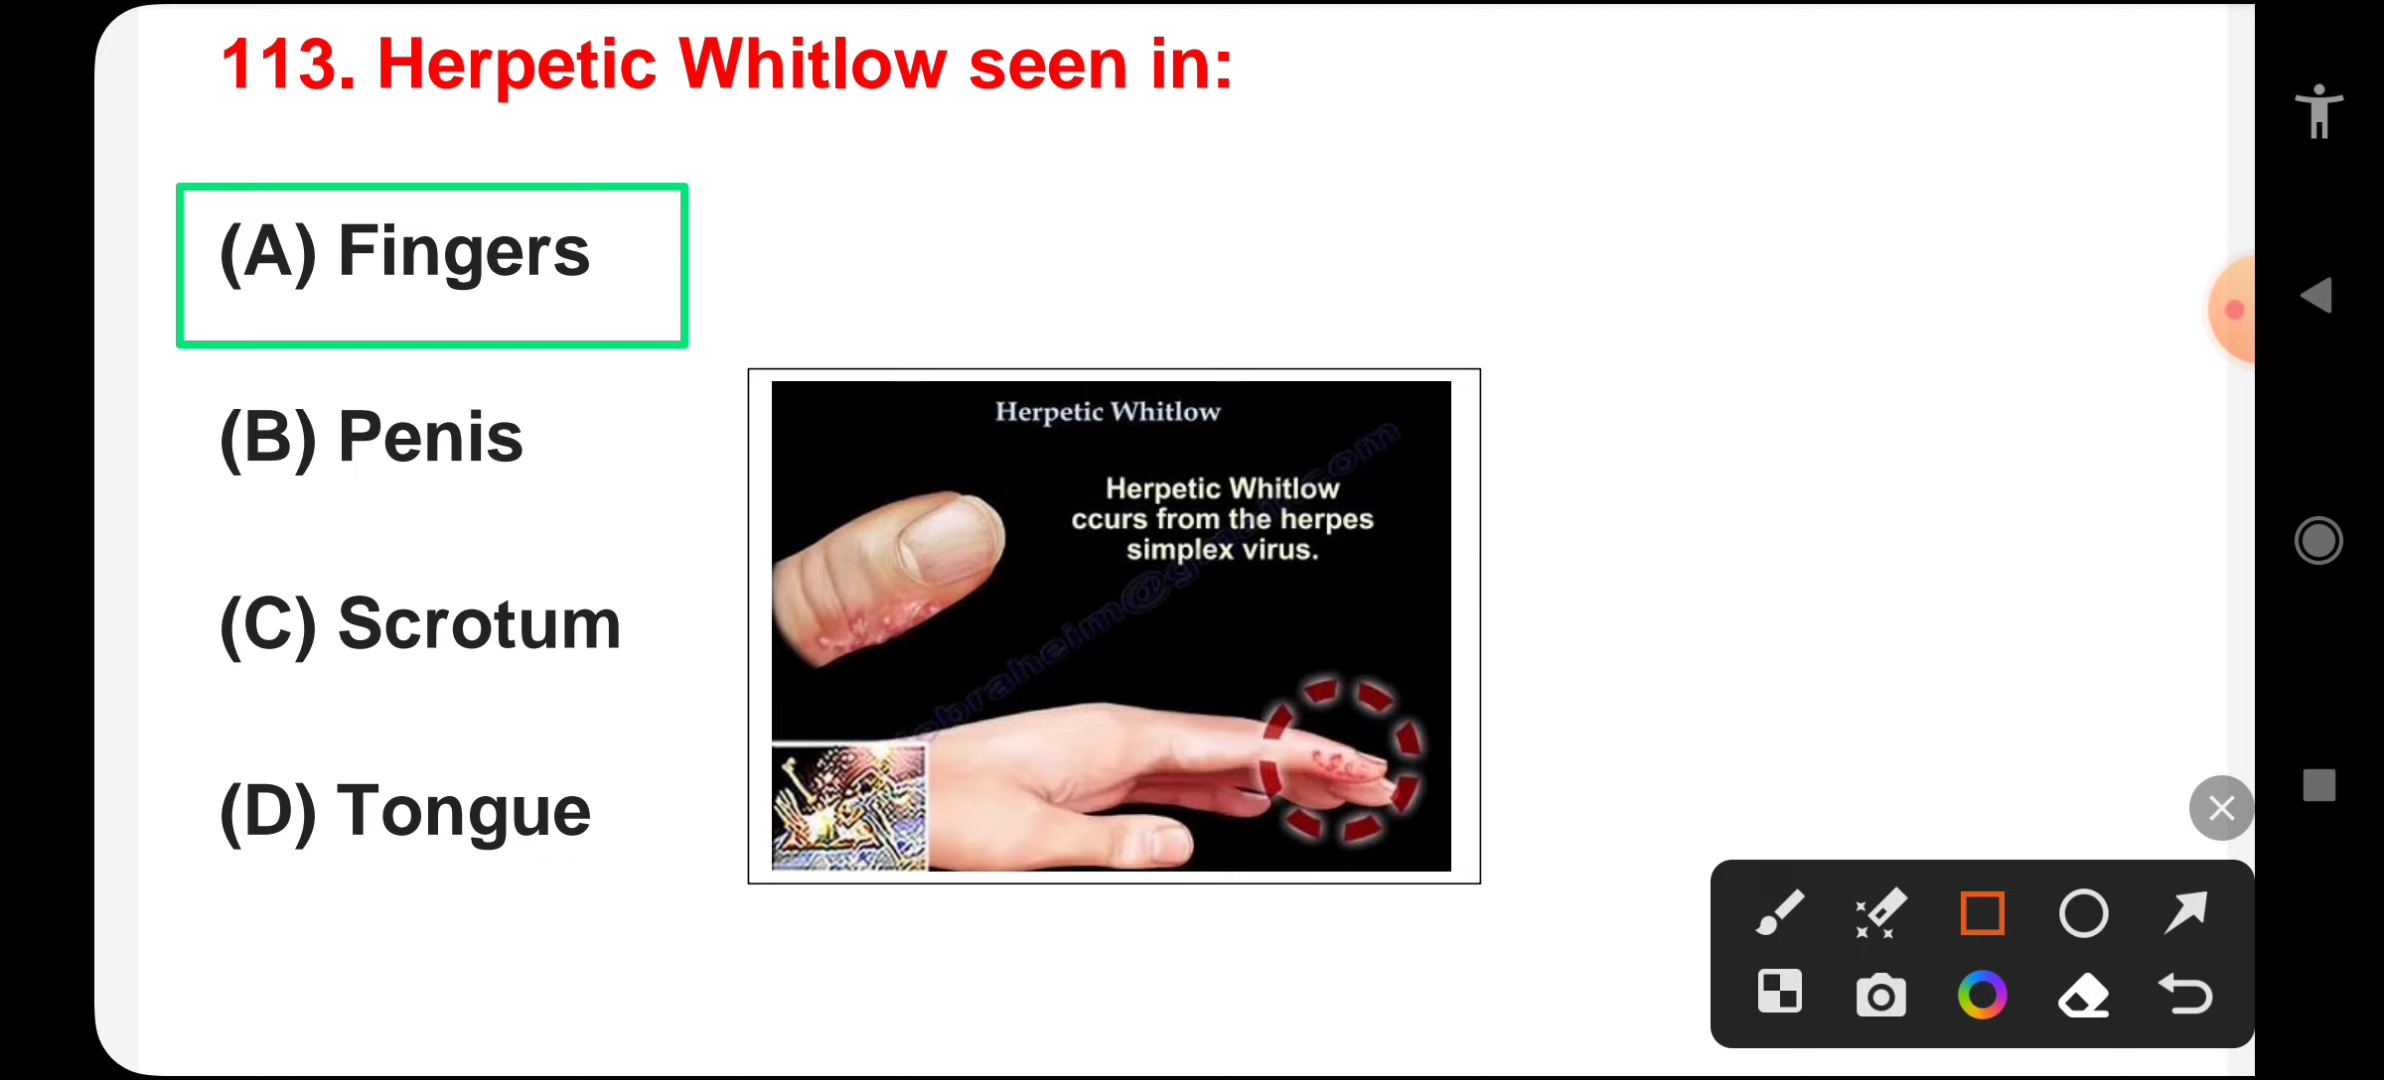 113. Herpetic Whitlow seen in:
(A) Fingers
(B) Penis
(C) Scrotum
(D) Tongue
Herpetic Whitlow
Herpetic Whitlow
ccurs from the herpes
simplex virus.